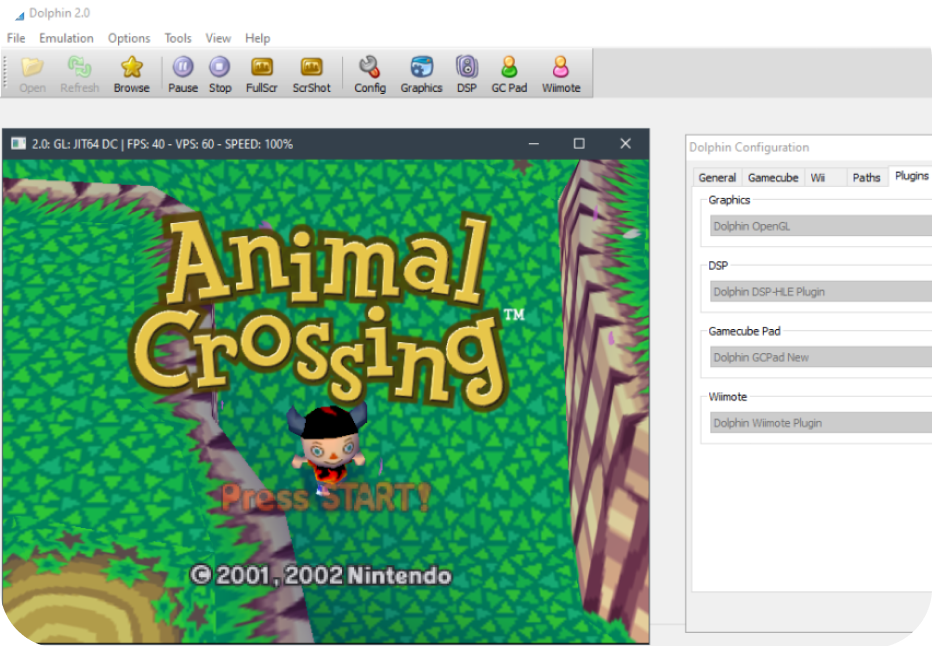 Dolphin 2.0
File Emulation Options Tools View Help
Open Refresh Browse Pause Stop FullScr ScrShot Config Graphics DSP GC Pad Wiimote
2.0: GL: JIT64 DC | FPS: 40 - VPS: 60 - SPEED: 100%
Animal
Crossing™
Press START!
© 2001, 2002 Nintendo
Dolphin Configuration
General Gamecube Wii Paths Plugins
Graphics
Dolphin OpenGL
DSP
Dolphin DSP-HLE Plugin
Gamecube Pad
Dolphin GCPad New
Wiimote
Dolphin Wiimote Plugin